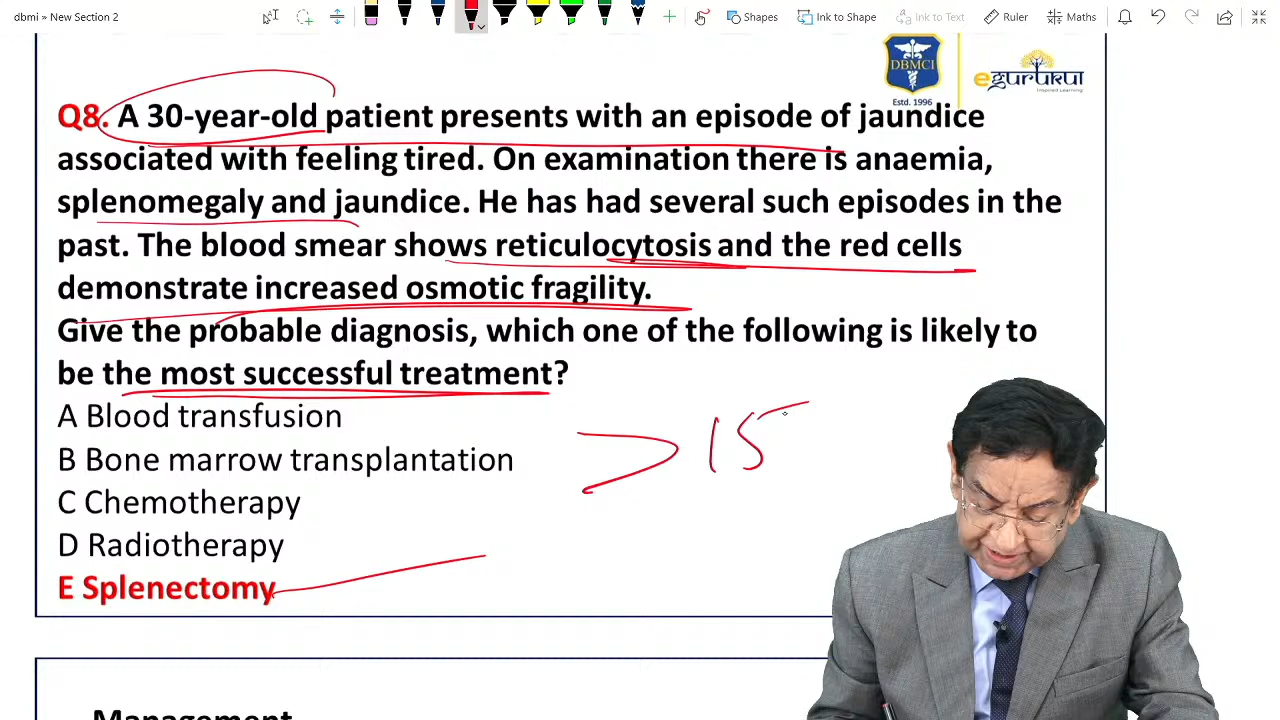 dbmi » New Section 2
Shapes
Ink to Shape
Ink to Text
Ruler
Maths
DBMCI
Estd. 1996
egurukul
Inspired Learning
Q8. A 30-year-old patient presents with an episode of jaundice
associated with feeling tired. On examination there is anaemia,
splenomegaly and jaundice. He has had several such episodes in the
past. The blood smear shows reticulocytosis and the red cells
demonstrate increased osmotic fragility.
Give the probable diagnosis, which one of the following is likely to
be the most successful treatment?
A Blood transfusion
B Bone marrow transplantation
> 15
C Chemotherapy
D Radiotherapy
E Splenectomy
Management